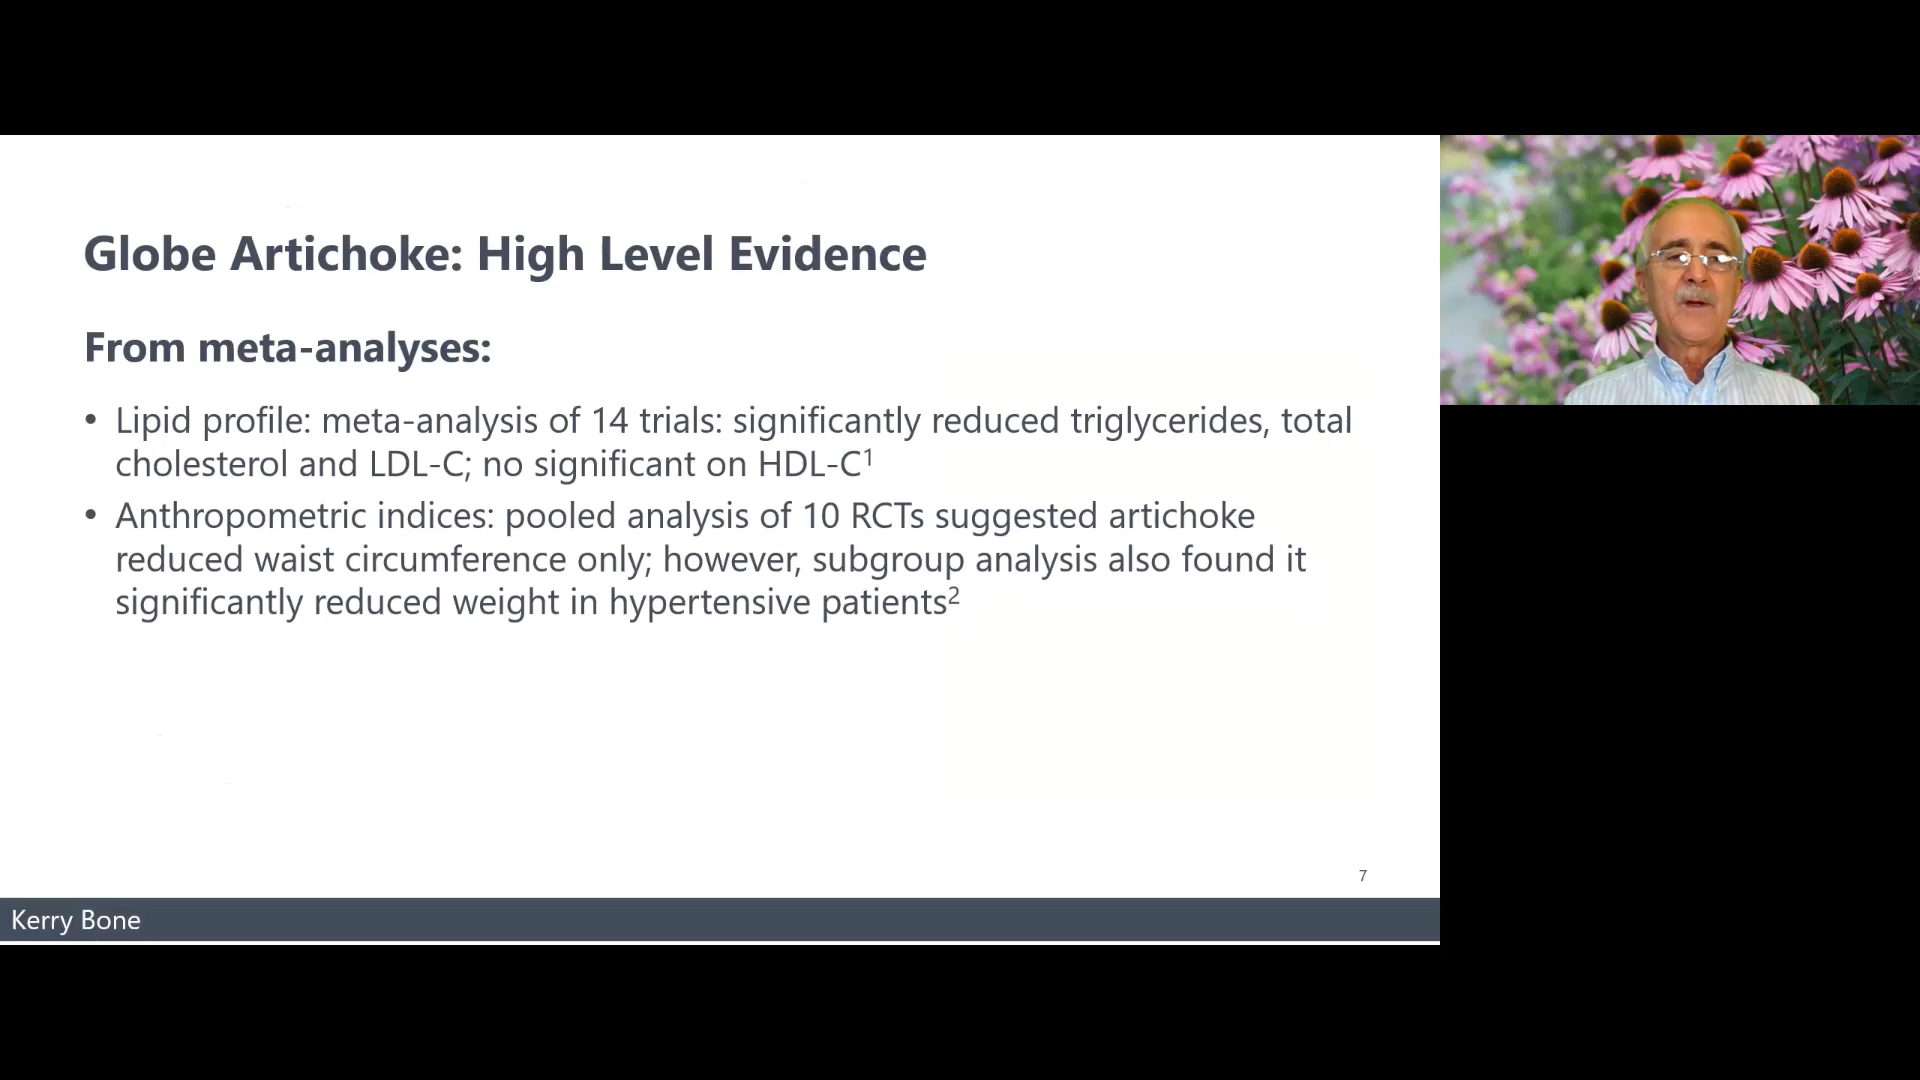 Globe Artichoke: High Level Evidence
From meta-analyses:
• Lipid profile: meta-analysis of 14 trials: significantly reduced triglycerides, total
cholesterol and LDL-C; no significant on HDL-C¹
• Anthropometric indices: pooled analysis of 10 RCTs suggested artichoke
reduced waist circumference only; however, subgroup analysis also found it
significantly reduced weight in hypertensive patients²
7
Kerry Bone